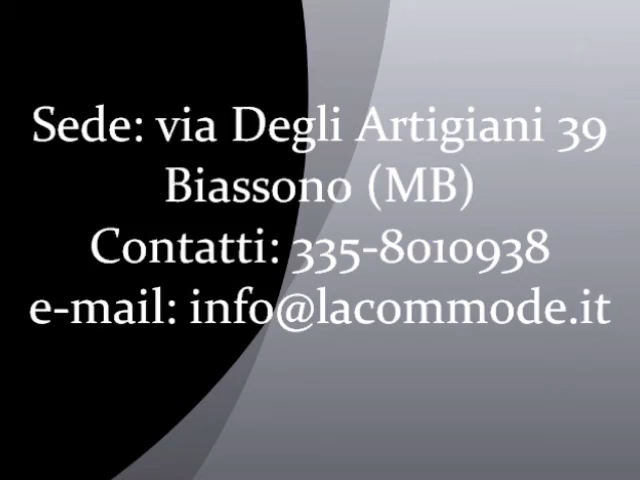 Sede: via Degli Artigiani 39
Biassono (MB)
Contatti: 335-8010938
e-mail: info@lacommode.it